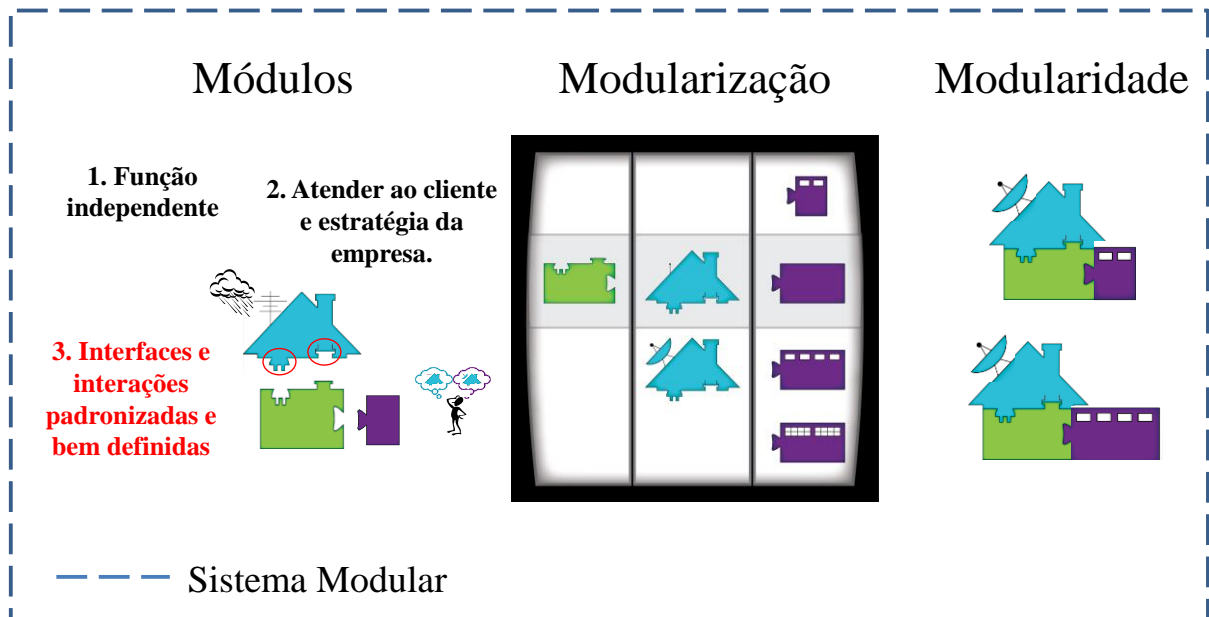 Módulos
Modularização
Modularidade
1. Função
independente
2. Atender ao cliente
e estratégia da
empresa.
3. Interfaces e
interações
padronizadas e
bem definidas
Sistema Modular